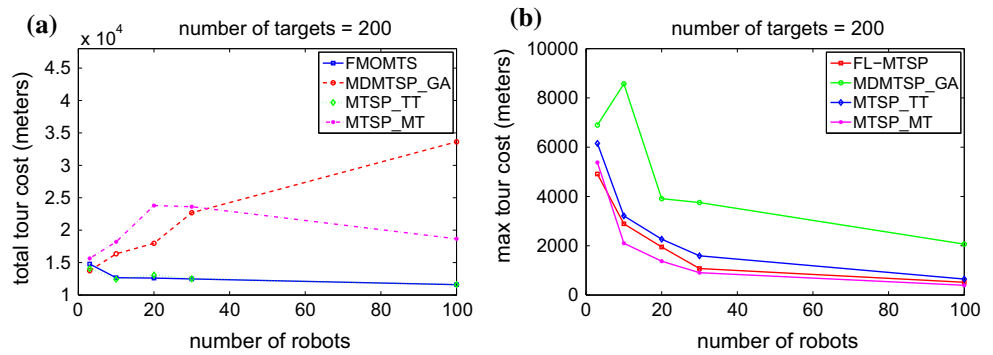 (a)
number of targets = 200
x 10⁴
4.5
4
3.5
3
2.5
2
1.5
1
0
20
40
60
80
100
total tour cost (meters)
number of robots
FMOMTS
MDMTSP_GA
MTSP_TT
MTSP_MT
(b)
number of targets = 200
10000
8000
6000
4000
2000
0
0
20
40
60
80
100
max tour cost (meters)
number of robots
FL-MTSP
MDMTSP_GA
MTSP_TT
MTSP_MT